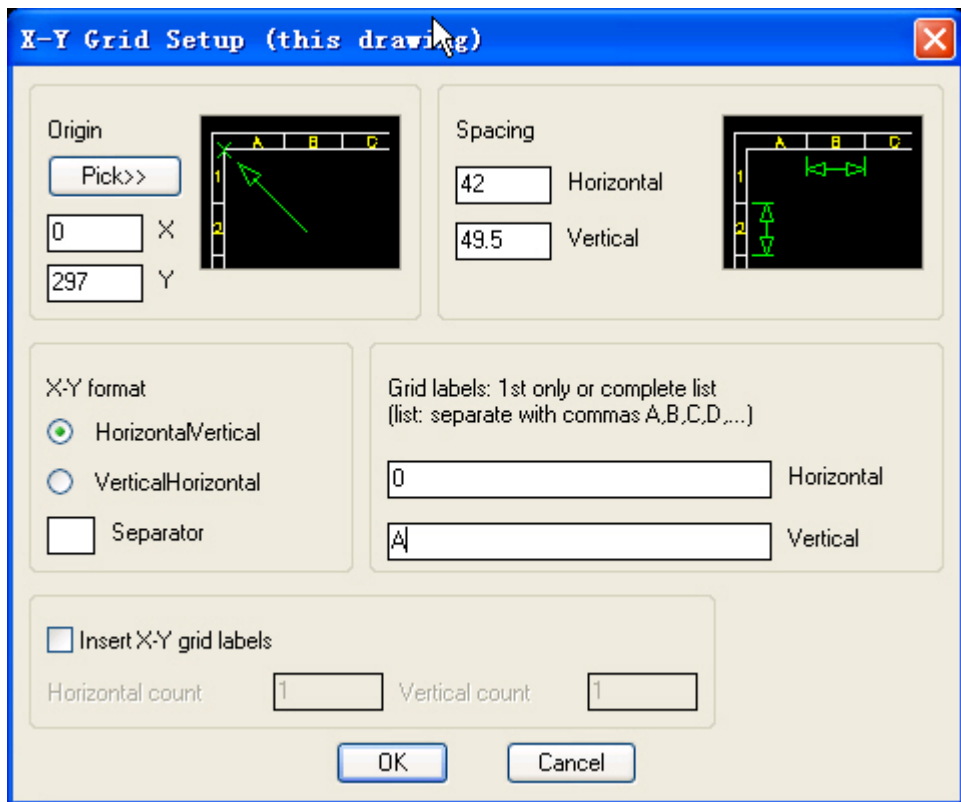 X-Y Grid Setup (this drawing)
Origin
Pick>>
0 X
297 Y
A B C
1
2
Spacing
42 Horizontal
49.5 Vertical
A B C
1
2
X-Y format
HorizontalVertical
VerticalHorizontal
Separator
Grid labels: 1st only or complete list
(list: separate with commas A,B,C,D,...)
0 Horizontal
A Vertical
Insert X-Y grid labels
Horizontal count 1 Vertical count 1
OK Cancel